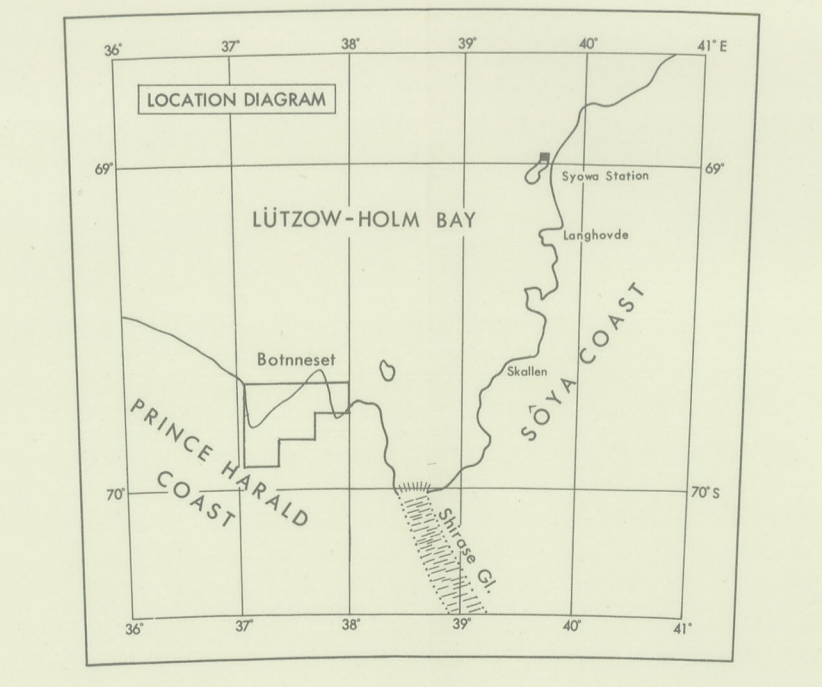 36° 37° 38° 39° 40° 41° E
LOCATION DIAGRAM
69° 69°
Syowa Station
LÜTZOW-HOLM BAY
Langhovde
Botnneset
Skallen
SÔYA COAST
PRINCE HARALD
COAST
70° 70° S
Shirase Gl.
36° 37° 38° 39° 40° 41°